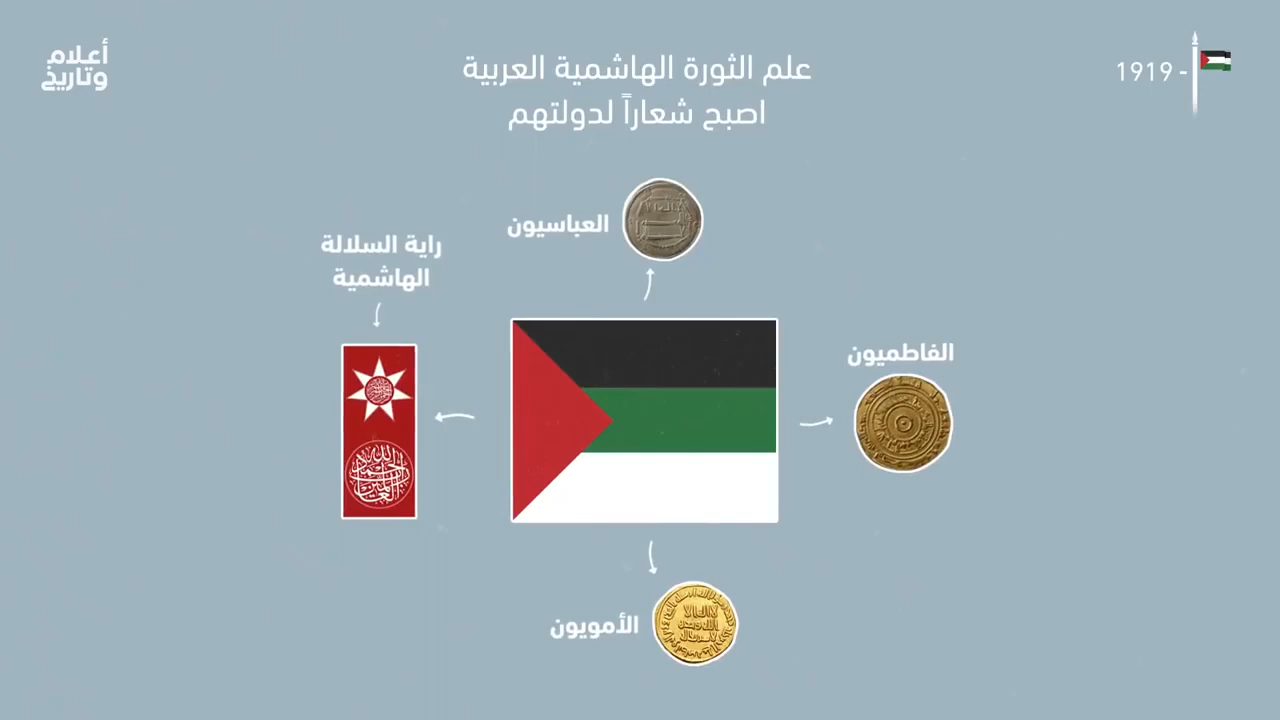 أعلام
وتاريخ
علم الثورة الهاشمية العربية
اصبح شعاراً لدولتهم
1919 -
العباسيون
راية السلالة
الهاشمية
الفاطميون
الأمويون